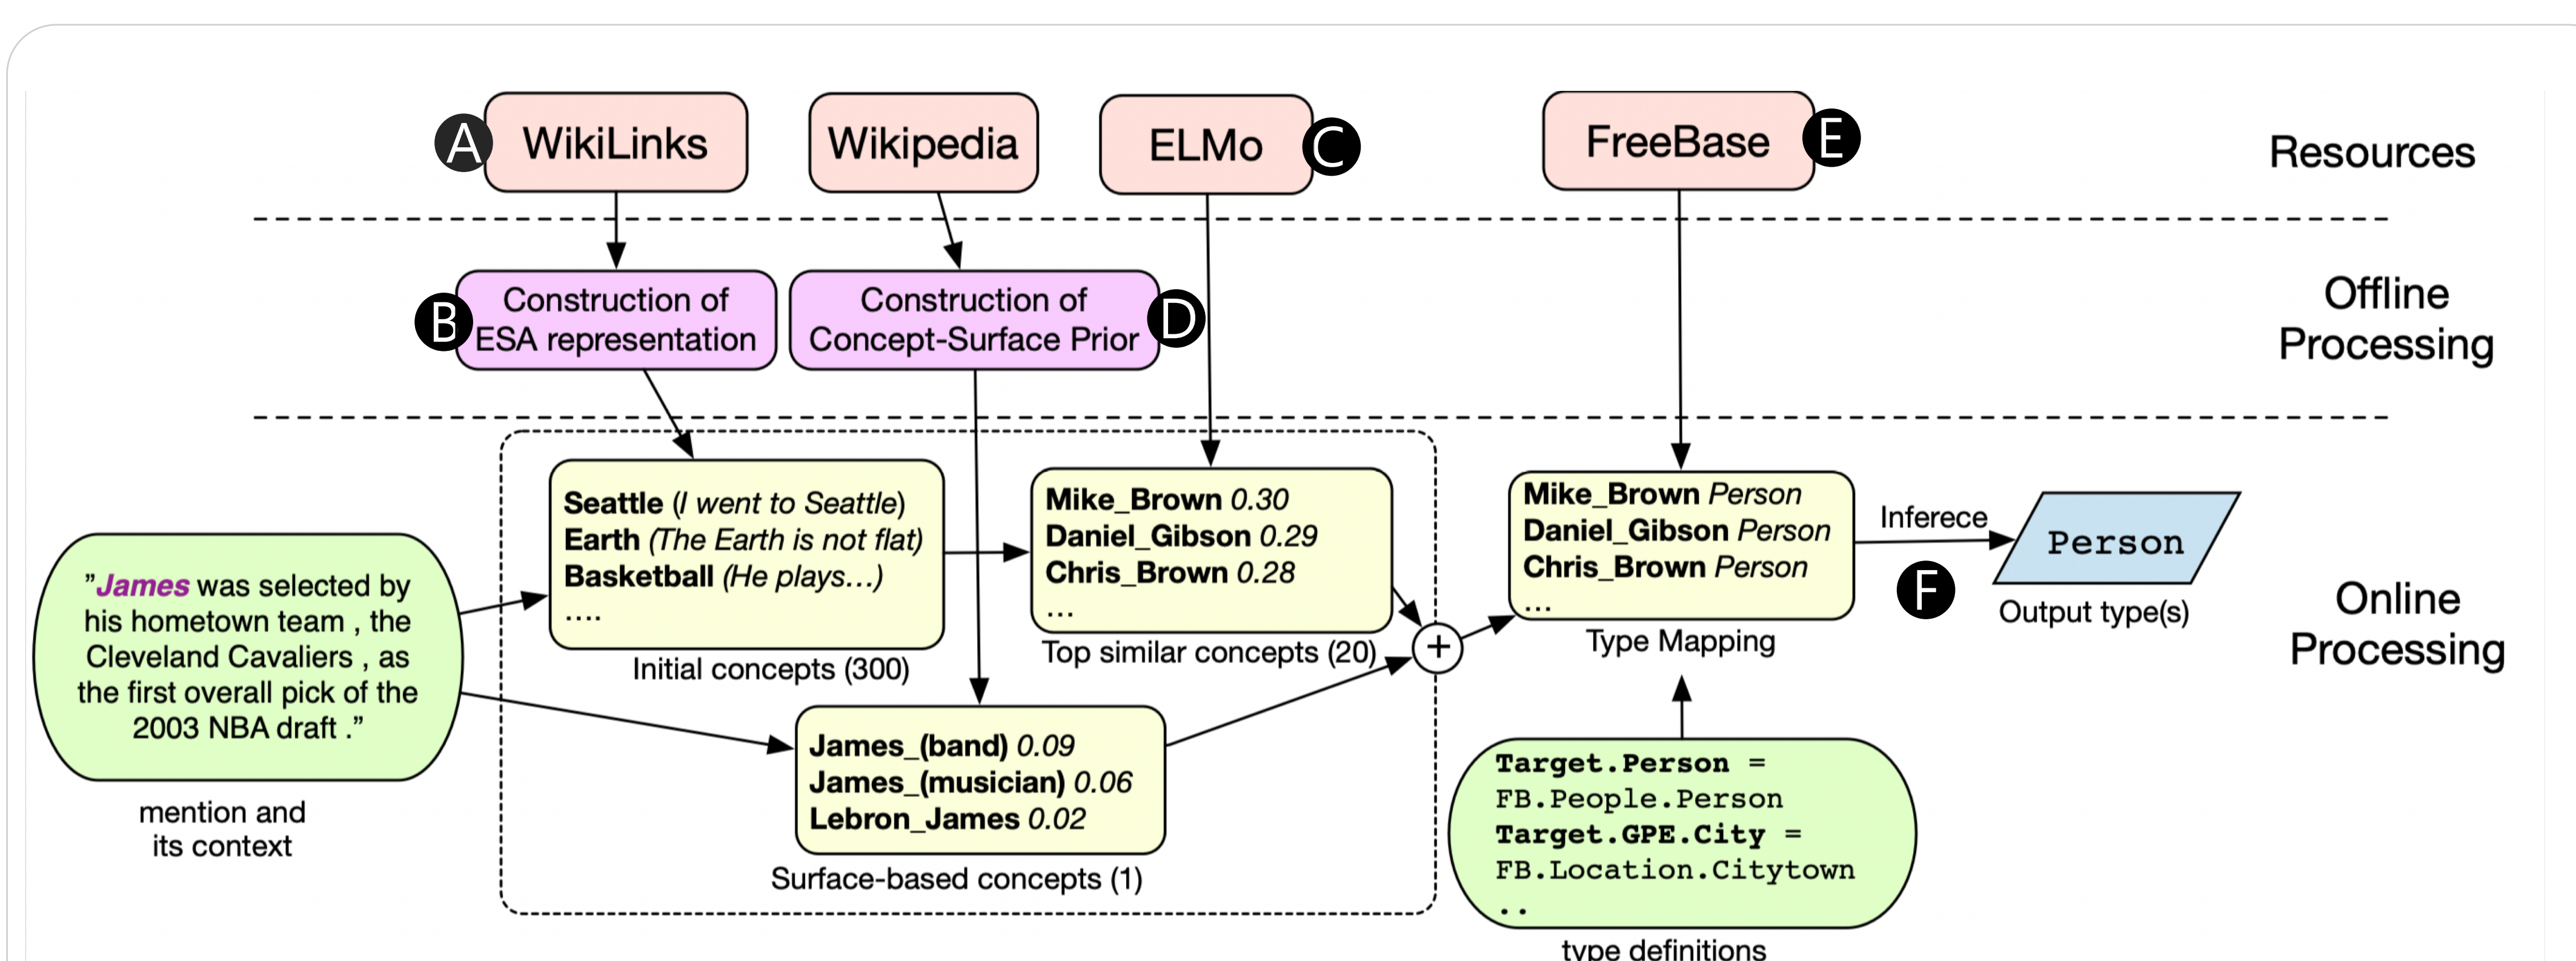 A
WikiLinks
Wikipedia
ELMo
C
FreeBase
E
Resources
B
Construction of
ESA representation
Construction of
Concept-Surface Prior
D
Offline
Processing
"James was selected by
his hometown team , the
Cleveland Cavaliers , as
the first overall pick of the
2003 NBA draft ."
mention and
its context
Seattle (I went to Seattle)
Earth (The Earth is not flat)
Basketball (He plays...)
....
Initial concepts (300)
Mike_Brown 0.30
Daniel_Gibson 0.29
Chris_Brown 0.28
...
Top similar concepts (20)
+
James_(band) 0.09
James_(musician) 0.06
Lebron_James 0.02
Surface-based concepts (1)
Mike_Brown Person
Daniel_Gibson Person
Chris_Brown Person
...
Type Mapping
Inferece
F
Person
Output type(s)
Online
Processing
Target.Person =
FB.People.Person
Target.GPE.City =
FB.Location.Citytown
..
type definitions